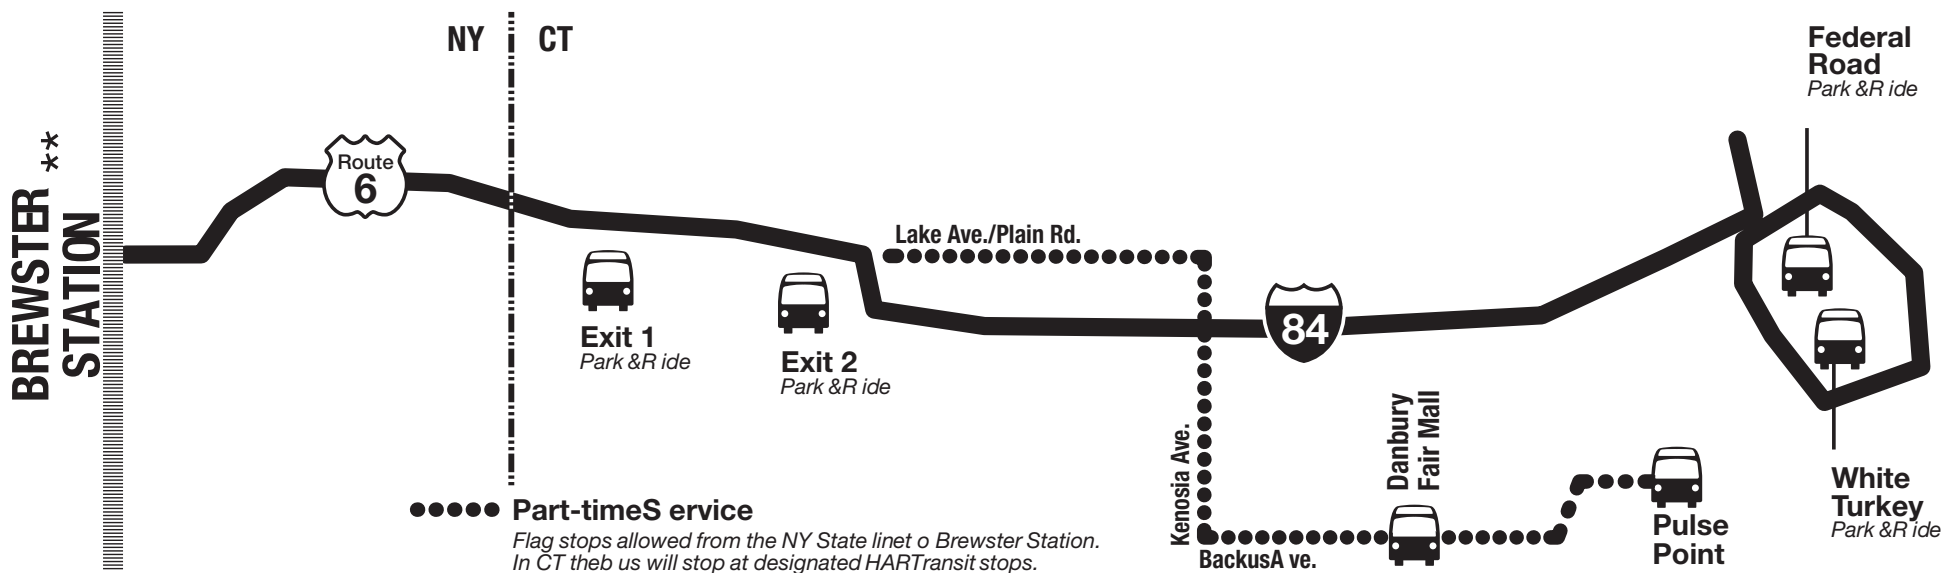 BREWSTER **
STATION
Route
6
NY
CT
Exit 1
Park &R ide
Exit 2
Park &R ide
Lake Ave./Plain Rd.
84
Kenosia Ave.
BackusA ve.
Danbury
Fair Mall
Pulse
Point
Federal
Road
Park &R ide
White
Turkey
Park &R ide
Part-timeS ervice
Flag stops allowed from the NY State linet o Brewster Station.
In CT theb us will stop at designated HARTransit stops.